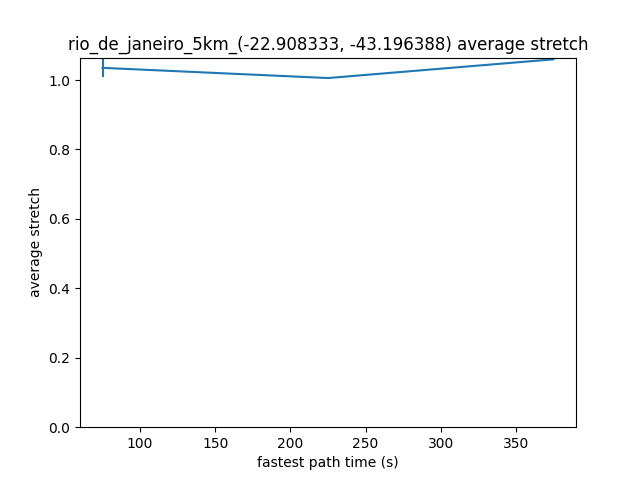 rio_de_janeiro_5km_(-22.908333, -43.196388) average stretch
1.0
0.8
0.6
0.4
0.2
0.0
average stretch
100 150 200 250 300 350
fastest path time (s)